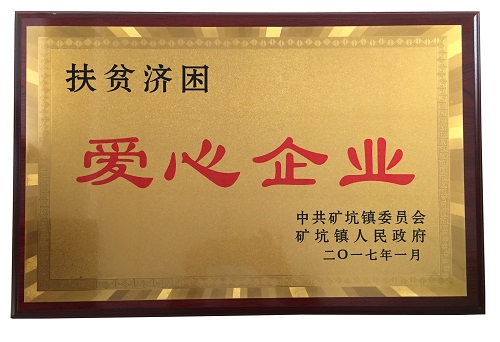 扶贫济困
爱心企业
中共矿坑镇委员会
矿坑镇人民政府
二〇一七年一月